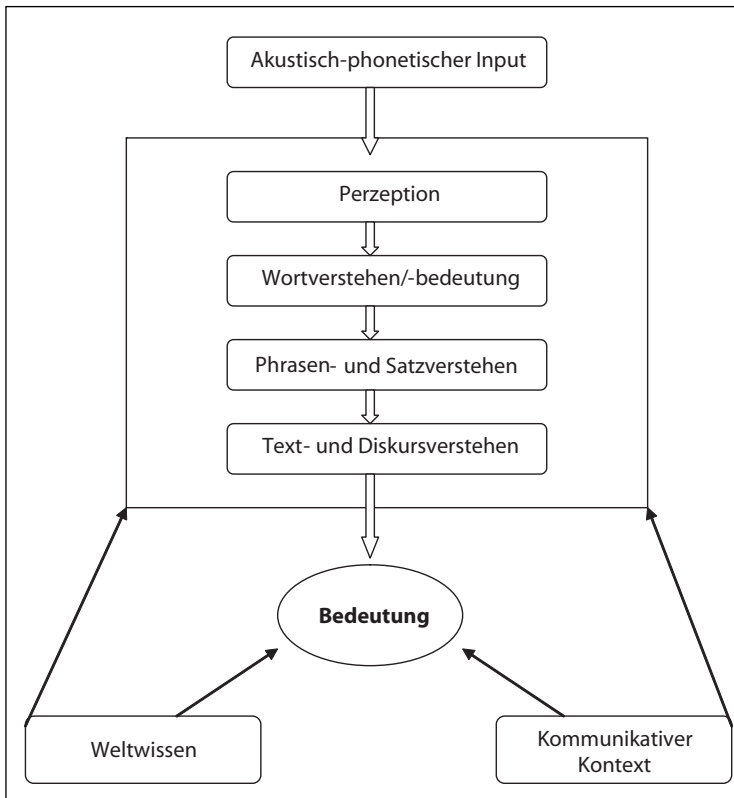 Akustisch-phonetischer Input
Perzeption
Wortverstehen/-bedeutung
Phrasen- und Satzverstehen
Text- und Diskursverstehen
Bedeutung
Weltwissen
Kommunikativer
Kontext